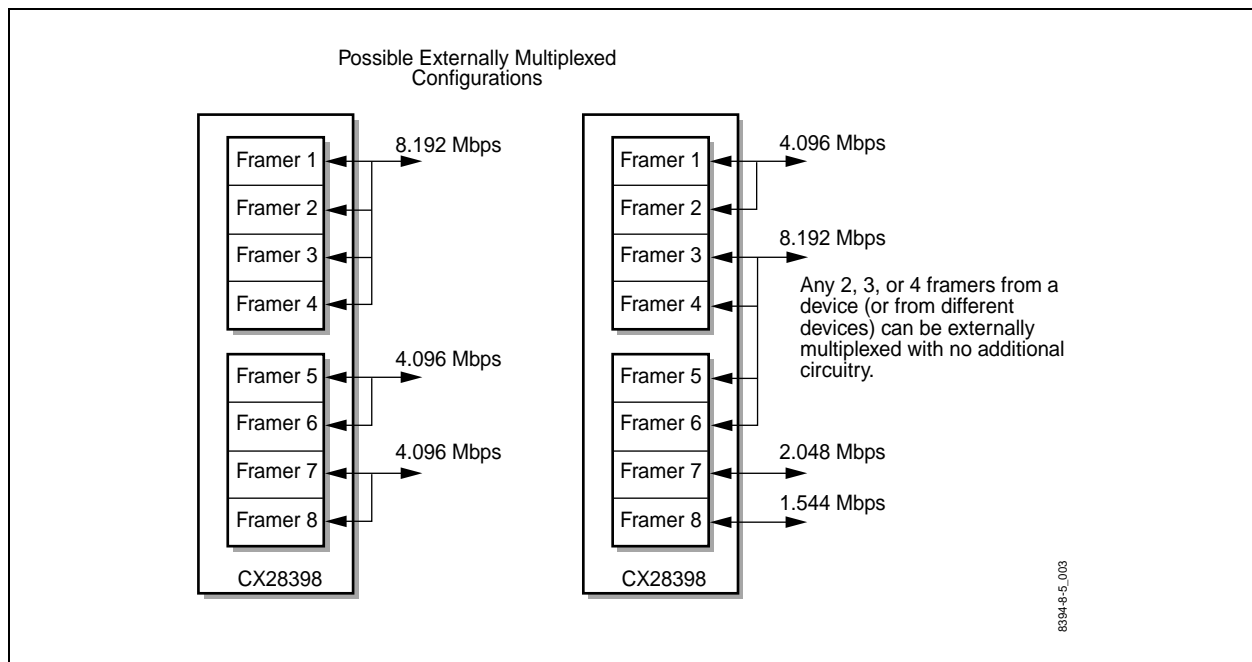 Possible Externally Multiplexed
Configurations
Framer 1
Framer 2
Framer 3
Framer 4
Framer 5
Framer 6
Framer 7
Framer 8
CX28398
8.192 Mbps
4.096 Mbps
4.096 Mbps
Framer 1
Framer 2
Framer 3
Framer 4
Framer 5
Framer 6
Framer 7
Framer 8
CX28398
4.096 Mbps
8.192 Mbps
Any 2, 3, or 4 framers from a
device (or from different
devices) can be externally
multiplexed with no additional
circuitry.
2.048 Mbps
1.544 Mbps
8394-8-5_003